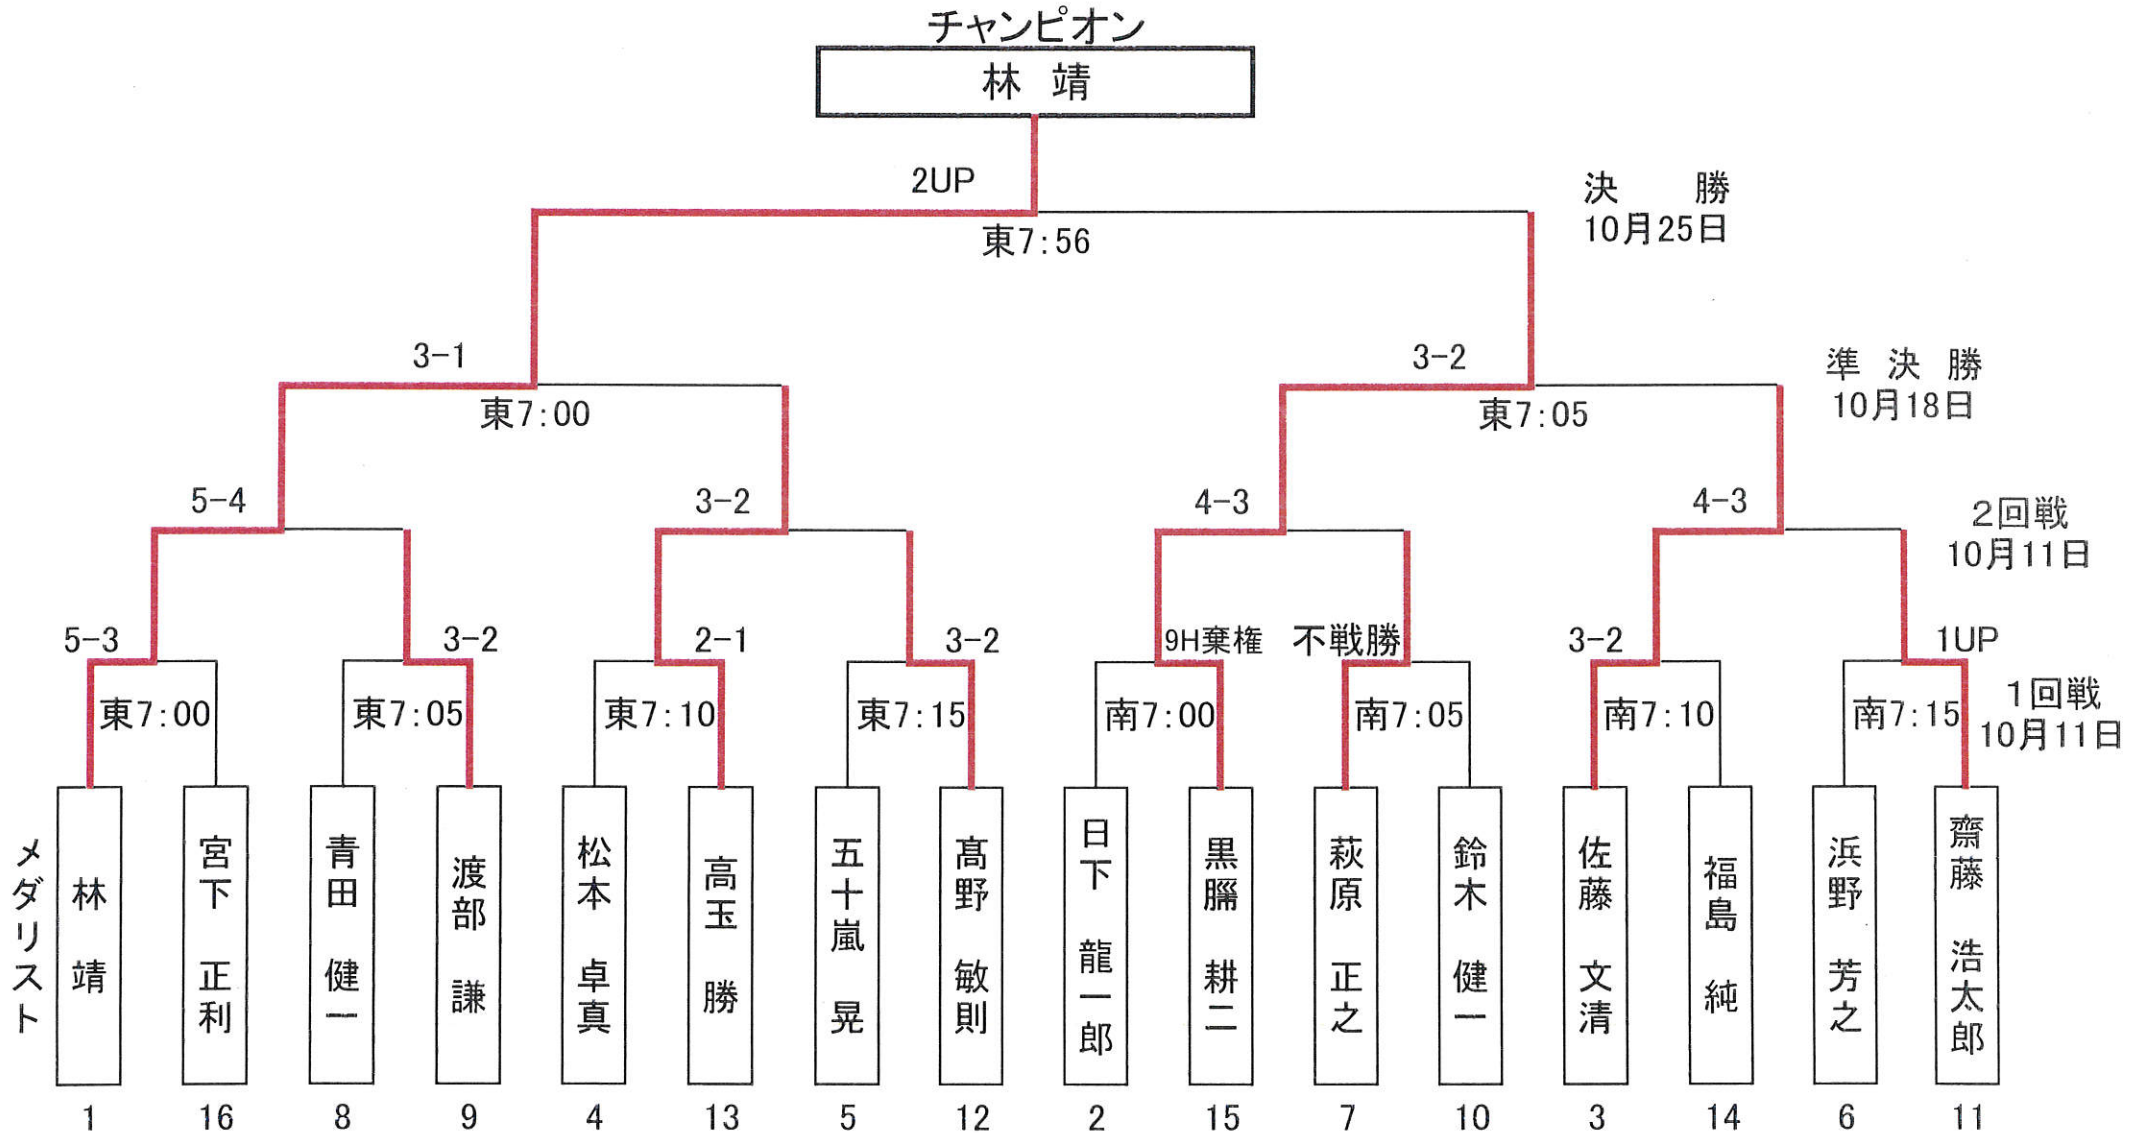 チャンピオン
林 靖
2UP
決 勝
10月25日
東7:56
3-1
3-2
準 決 勝
10月18日
東7:00
東7:05
5-4
3-2
4-3
4-3
2回戦
10月11日
5-3
3-2
2-1
3-2
9H棄権
不戦勝
3-2
1UP
1回戦
10月11日
東7:00
東7:05
東7:10
東7:15
南7:00
南7:05
南7:10
南7:15
メダリスト
林 靖
宮下 正利
青田 健一
渡部 謙
松本 卓真
高玉 勝
五十嵐 晃
髙野 敏則
日下 龍一郎
黒臑 耕二
萩原 正之
鈴木 健一
佐藤 文清
福島 純
浜野 芳之
齋藤 浩太郎
1 16 8 9 4 13 5 12 2 15 7 10 3 14 6 11